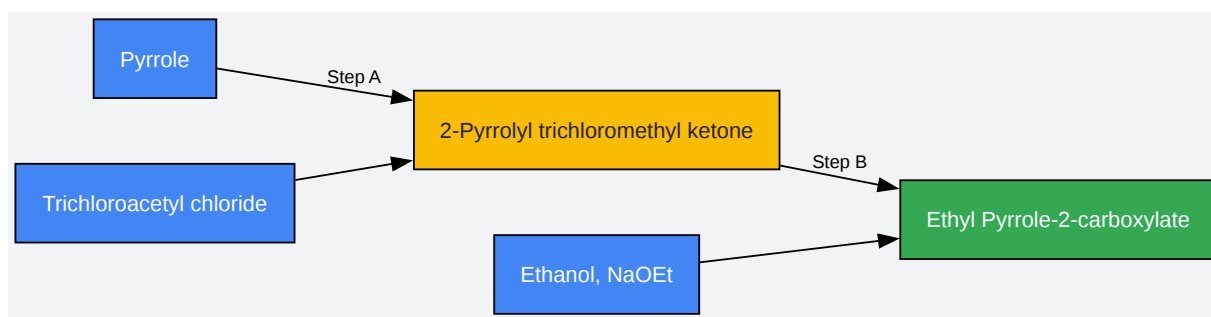 Pyrrole
Step A
2-Pyrrolyl trichloromethyl ketone
Trichloroacetyl chloride
Step B
Ethyl Pyrrole-2-carboxylate
Ethanol, NaOEt